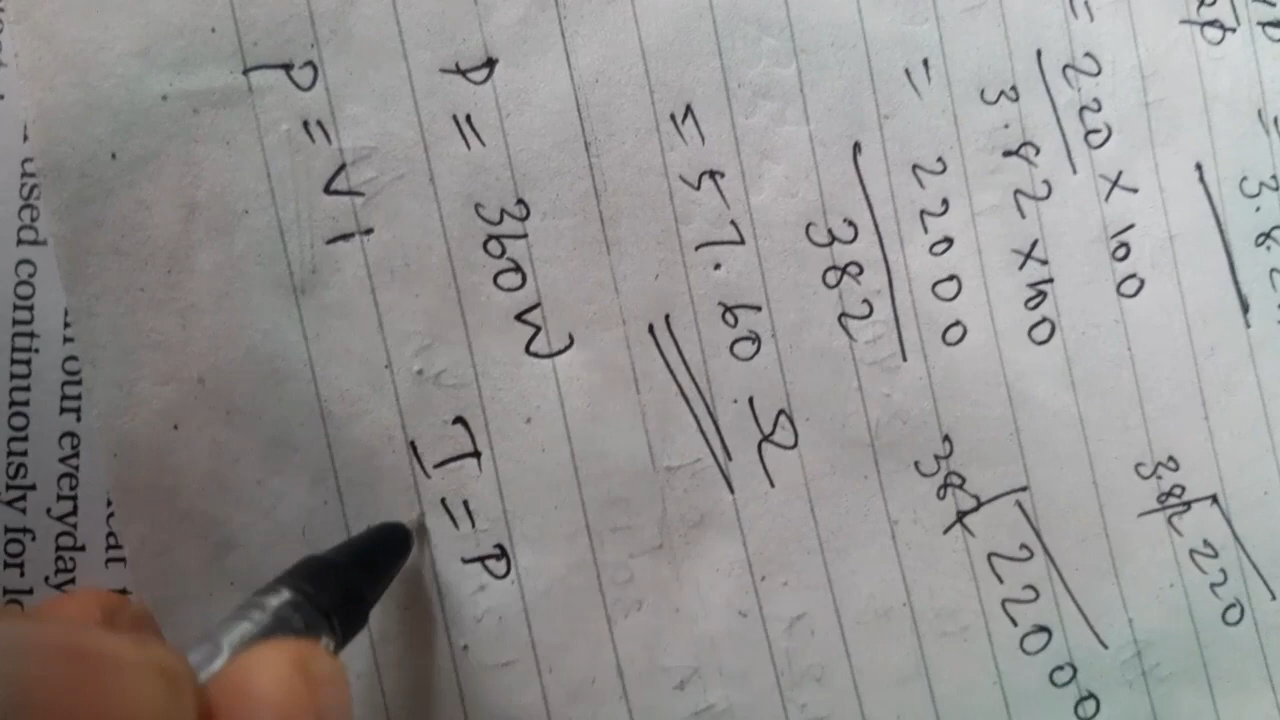 = 3.82
= 220 × 100
3.82 × 100
3.82 220
= 22000
382
382 22000
= 57.60 Ω
P = 360W
I = P
P = VI
our everyday
used continuously for